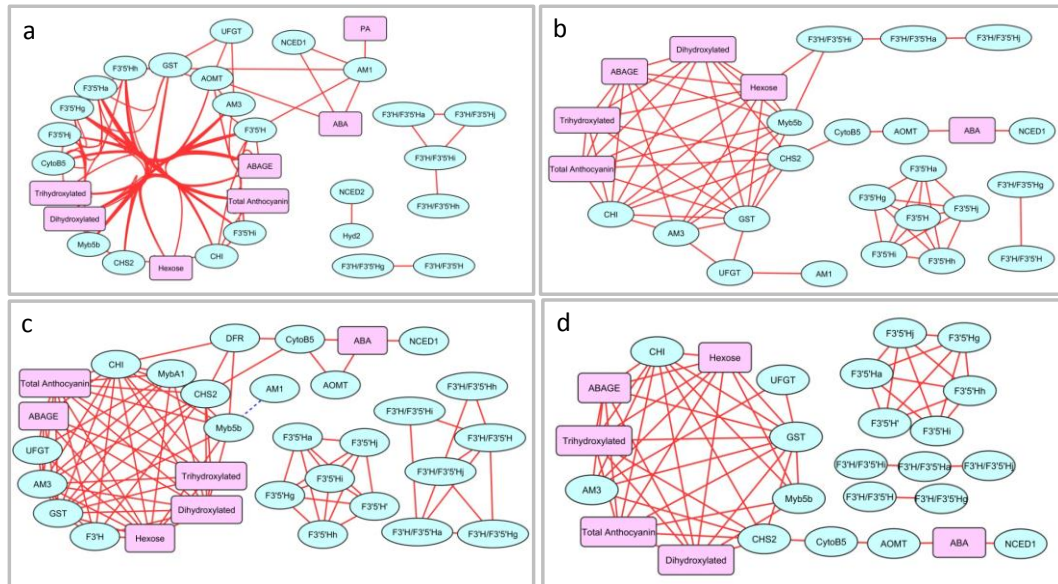 a
UFGT
NCED1
PA
GST
AM1
F3'5'Hh
AOMT
F3'5'Ha
AM3
ABA
F3'5'Hg
F3'H/F3'5'Ha
F3'H/F3'5'Hj
F3'5'H
F3'5'Hj
F3'H/F3'5'Hi
CytoB5
ABAGE
Trihydroxylated
NCED2
Total Anthocyanin
F3'H/F3'5'Hh
Dihydroxylated
F3'5'Hi
Myb5b
Hyd2
CHS2
Hexose
CHI
F3'H/F3'5'Hg
F3'H/F3'5'H
b
F3'H/F3'5'Hi
F3'H/F3'5'Ha
F3'H/F3'5'Hj
Dihydroxylated
ABAGE
Hexose
Trihydroxylated
Myb5b
CytoB5
AOMT
ABA
NCED1
CHS2
Total Anthocyanin
F3'5'Ha
F3'H/F3'5'Hg
F3'5'Hg
F3'5'Hj
CHI
GST
F3'5'H
AM3
F3'5'Hi
F3'5'Hh
F3'H/F3'5'H
UFGT
AM1
c
DFR
CytoB5
ABA
NCED1
CHI
MybA1
Total Anthocyanin
CHS2
AM1
AOMT
F3'H/F3'5'Hh
ABAGE
Myb5b
F3'H/F3'5'Hi
F3'5'Ha
F3'5'Hj
F3'H/F3'5'H
UFGT
Trihydroxylated
F3'5'Hi
F3'H/F3'5'Hj
AM3
F3'5'Hg
F3'5'H'
Dihydroxylated
GST
F3'5'Hh
F3'H/F3'5'Ha
F3'H/F3'5'Hg
F3'H
Hexose
d
CHI
Hexose
F3'5'Hj
F3'5'Hg
UFGT
ABAGE
F3'5'Ha
F3'5'Hh
Trihydroxylated
GST
F3'5'H'
F3'5'Hi
AM3
F3'H/F3'5'Hi
F3'H/F3'5'Ha
F3'H/F3'5'Hj
Myb5b
F3'H/F3'5'H
F3'H/F3'5'Hg
Total Anthocyanin
CHS2
CytoB5
AOMT
ABA
NCED1
Dihydroxylated